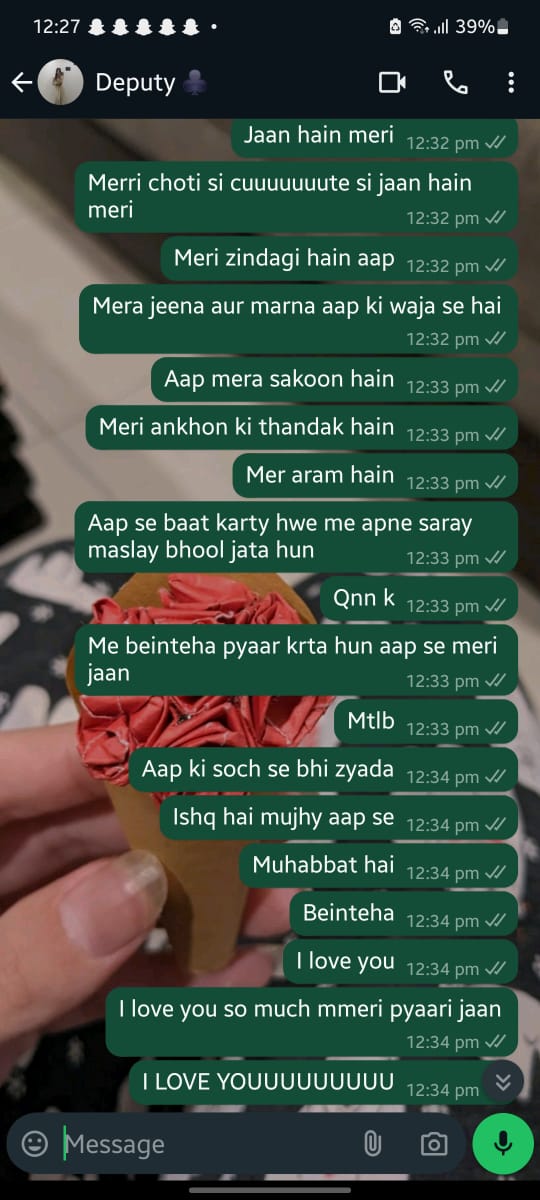 12:27
39%
Deputy
Jaan hain meri 12:32 pm
Merri choti si cuuuuuuute si jaan hain
meri
12:32 pm
Meri zindagi hain aap 12:32 pm
Mera jeena aur marna aap ki waja se hai
12:32 pm
Aap mera sakoon hain 12:33 pm
Meri ankhon ki thandak hain 12:33 pm
Mer aram hain 12:33 pm
Aap se baat karty hwe me apne saray
maslay bhool jata hun 12:33 pm
Qnn k 12:33 pm
Me beinteha pyaar krta hun aap se meri
jaan 12:33 pm
Mtlb 12:33 pm
Aap ki soch se bhi zyada 12:34 pm
Ishq hai mujhy aap se 12:34 pm
Muhabbat hai 12:34 pm
Beinteha 12:34 pm
I love you 12:34 pm
I love you so much mmeri pyaari jaan
12:34 pm
I LOVE YOUUUUUUUUUU 12:34 pm
Message